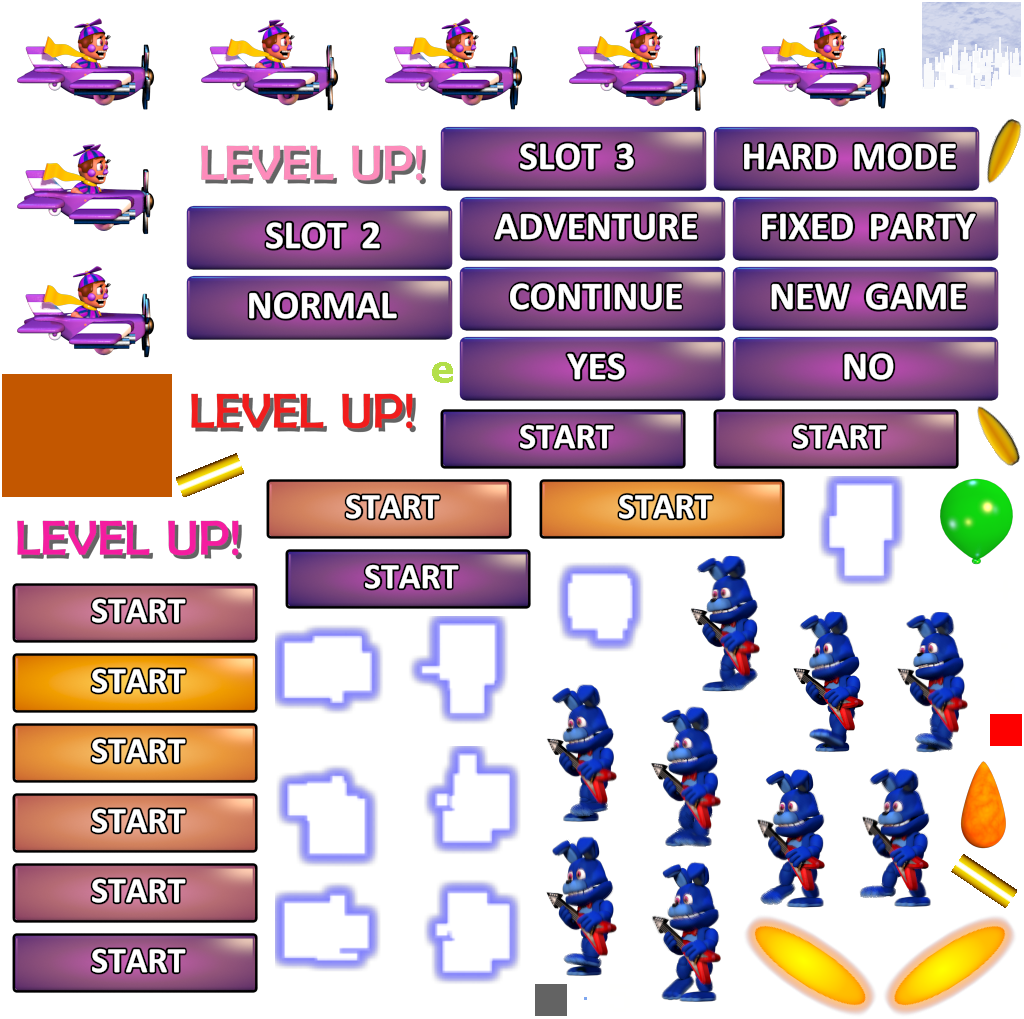 LEVEL UP!
SLOT 3
HARD MODE
SLOT 2
ADVENTURE
FIXED PARTY
NORMAL
CONTINUE
NEW GAME
e
YES
NO
LEVEL UP!
START
START
START
START
LEVEL UP!
START
START
START
START
START
START
START